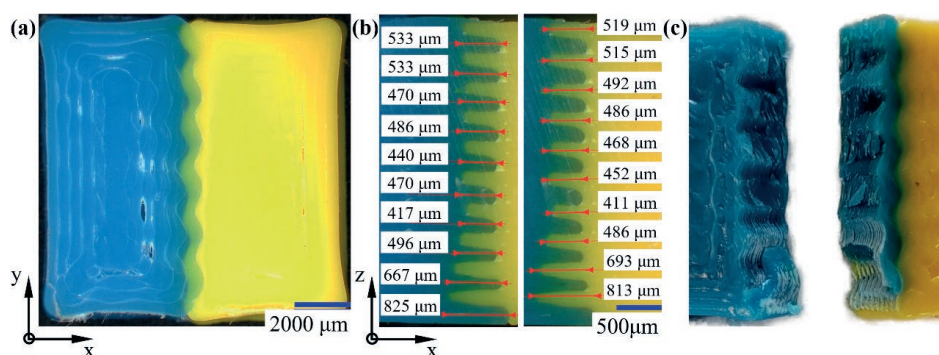 (a)
y
x
2000 μm
(b)
533 μm
533 μm
470 μm
486 μm
440 μm
470 μm
417 μm
496 μm
667 μm
825 μm
z
x
519 μm
515 μm
492 μm
486 μm
468 μm
452 μm
411 μm
486 μm
693 μm
813 μm
500μm
(c)